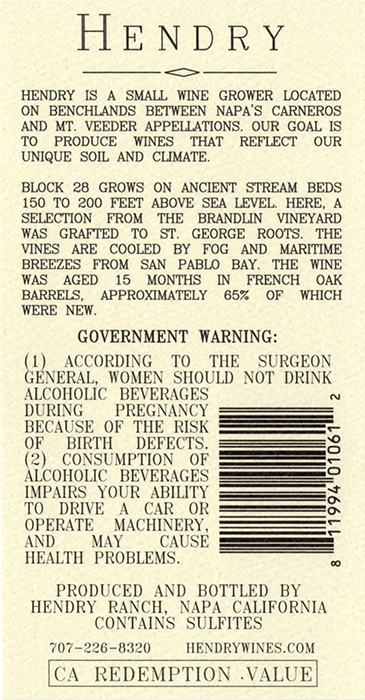 HENDRY
HENDRY IS A SMALL WINE GROWER LOCATED
ON BENCHLANDS BETWEEN NAPA'S CARNEROS
AND MT. VEEDER APPELLATIONS. OUR GOAL IS
TO PRODUCE WINES THAT REFLECT OUR
UNIQUE SOIL AND CLIMATE.
BLOCK 28 GROWS ON ANCIENT STREAM BEDS
150 TO 200 FEET ABOVE SEA LEVEL. HERE, A
SELECTION FROM THE BRANDLIN VINEYARD
WAS GRAFTED TO ST. GEORGE ROOTS. THE
VINES ARE COOLED BY FOG AND MARITIME
BREEZES FROM SAN PABLO BAY. THE WINE
WAS AGED 15 MONTHS IN FRENCH OAK
BARRELS, APPROXIMATELY 65% OF WHICH
WERE NEW.
GOVERNMENT WARNING:
(1) ACCORDING TO THE SURGEON
GENERAL, WOMEN SHOULD NOT DRINK
ALCOHOLIC BEVERAGES
DURING PREGNANCY
BECAUSE OF THE RISK
OF BIRTH DEFECTS.
(2) CONSUMPTION OF
ALCOHOLIC BEVERAGES
IMPAIRS YOUR ABILITY
TO DRIVE A CAR OR
OPERATE MACHINERY,
AND MAY CAUSE
HEALTH PROBLEMS.
8 11994 01061 2
PRODUCED AND BOTTLED BY
HENDRY RANCH, NAPA CALIFORNIA
CONTAINS SULFITES
707-226-8320 HENDRYWINES.COM
CA REDEMPTION VALUE